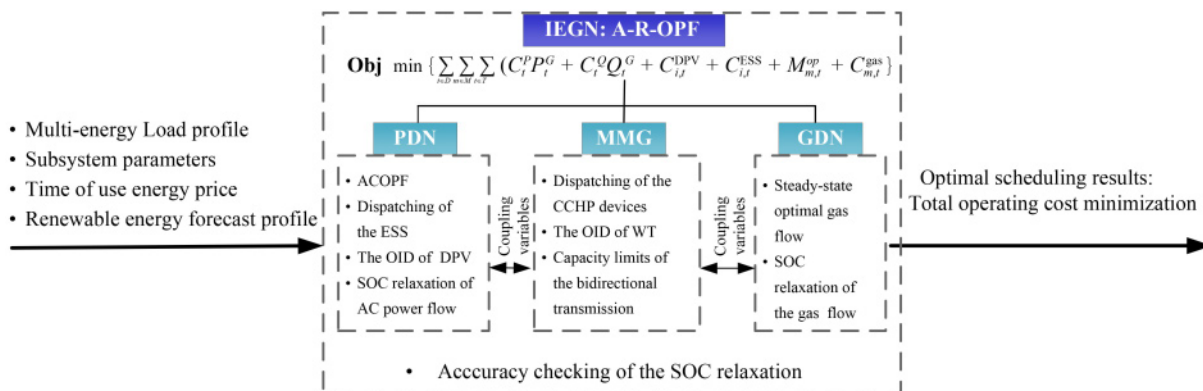 IEGN: A-R-OPF
Obj min {∑_{i∈D} ∑_{m∈M} ∑_{t∈T} (C_t^P P_t^G + C_t^Q Q_t^G + C_{i,t}^{DPV} + C_{i,t}^{ESS} + M_{m,t}^{op} + C_{m,t}^{gas}}
• Multi-energy Load profile
• Subsystem parameters
• Time of use energy price
• Renewable energy forecast profile
PDN
• ACOPF
• Dispatching of
the ESS
• The OID of DPV
• SOC relaxation of
AC power flow
Coupling
variables
MMG
• Dispatching of the
CCHP devices
• The OID of WT
• Capacity limits of
the bidirectional
transmission
Coupling
variables
GDN
• Steady-state
optimal gas
flow
• SOC
relaxation of
the gas flow
Optimal scheduling results:
Total operating cost minimization
• Acccuracy checking of the SOC relaxation